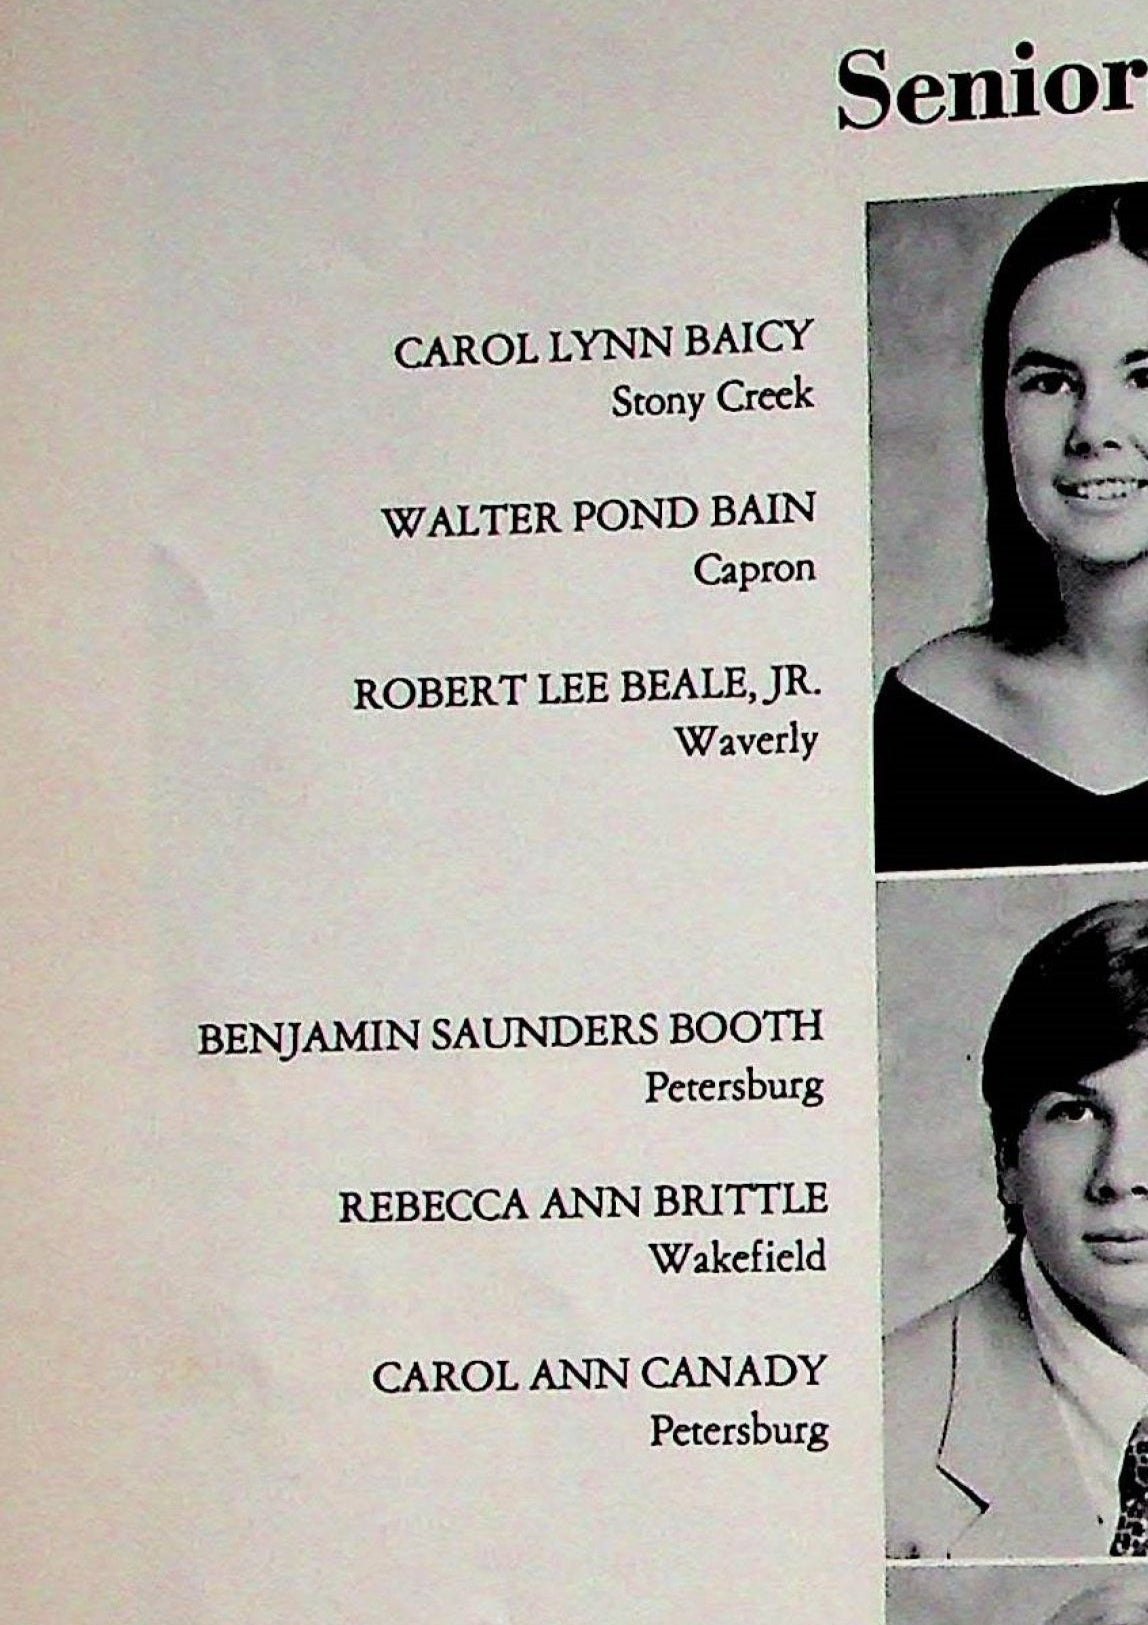 Senior
CAROL LYNN BAICY
Stony Creek
WALTER POND BAIN
Capron
ROBERT LEE BEALE, JR.
Waverly
BENJAMIN SAUNDERS BOOTH
Petersburg
REBECCA ANN BRITTLE
Wakefield
CAROL ANN CANADY
Petersburg